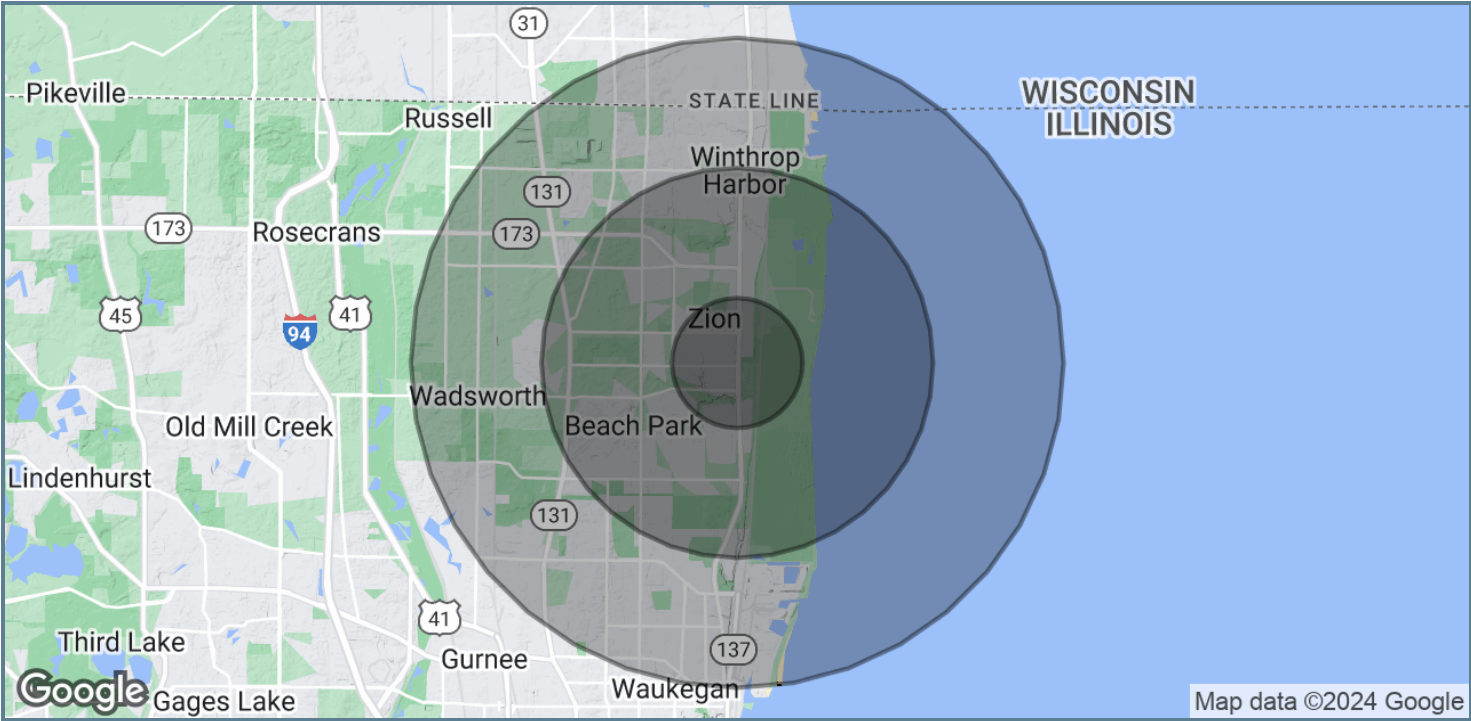 31
Pikeville
STATE LINE
WISCONSIN
ILLINOIS
Russell
Winthrop
Harbor
131
173
Rosecrans
173
45
41
94
Zion
Wadsworth
Beach Park
Old Mill Creek
Lindenhurst
131
41
Third Lake
Gurnee
137
Waukegan
Google
Gages Lake
Map data ©2024 Google